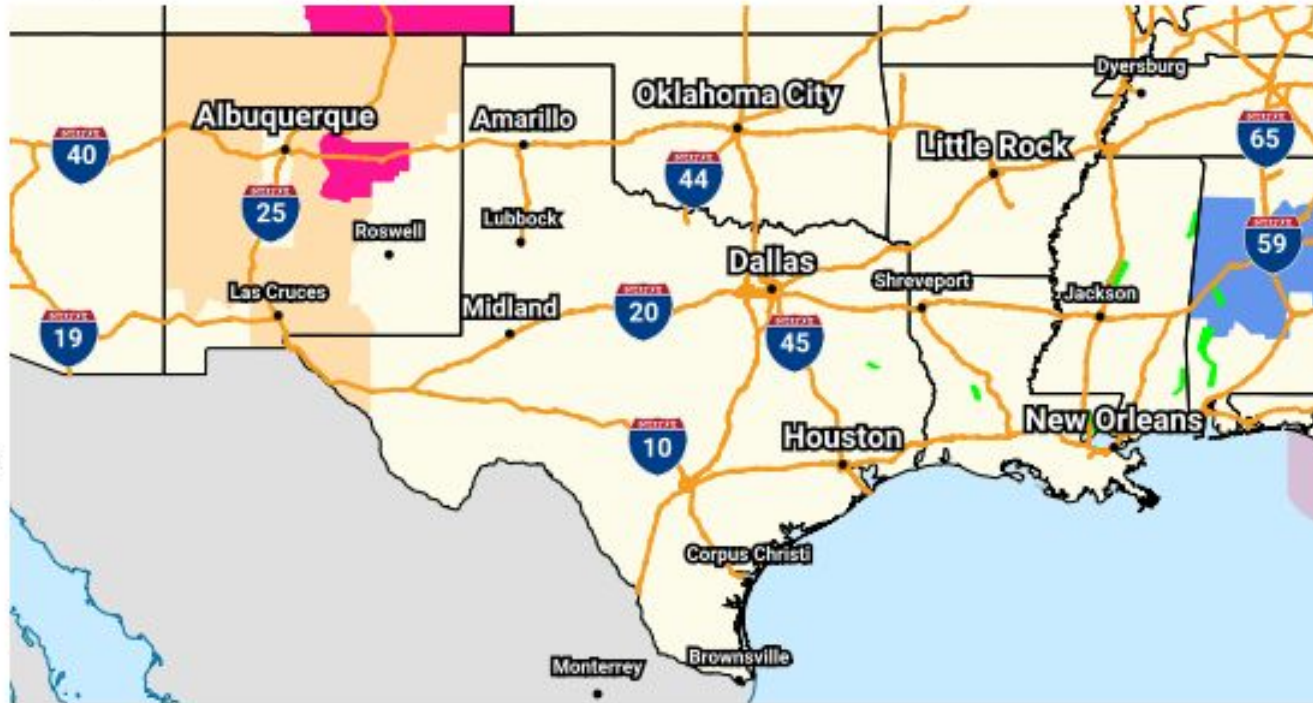 Dyersburg
Oklahoma City
Albuquerque
Amarillo
65
Little Rock
40
44
25
Lubbock
59
Roswell
Dallas
Shreveport
Las Cruces
Jackson
Midland
20
19
45
New Orleans
Houston
10
Corpus Christi
Brownsville
Monterrey